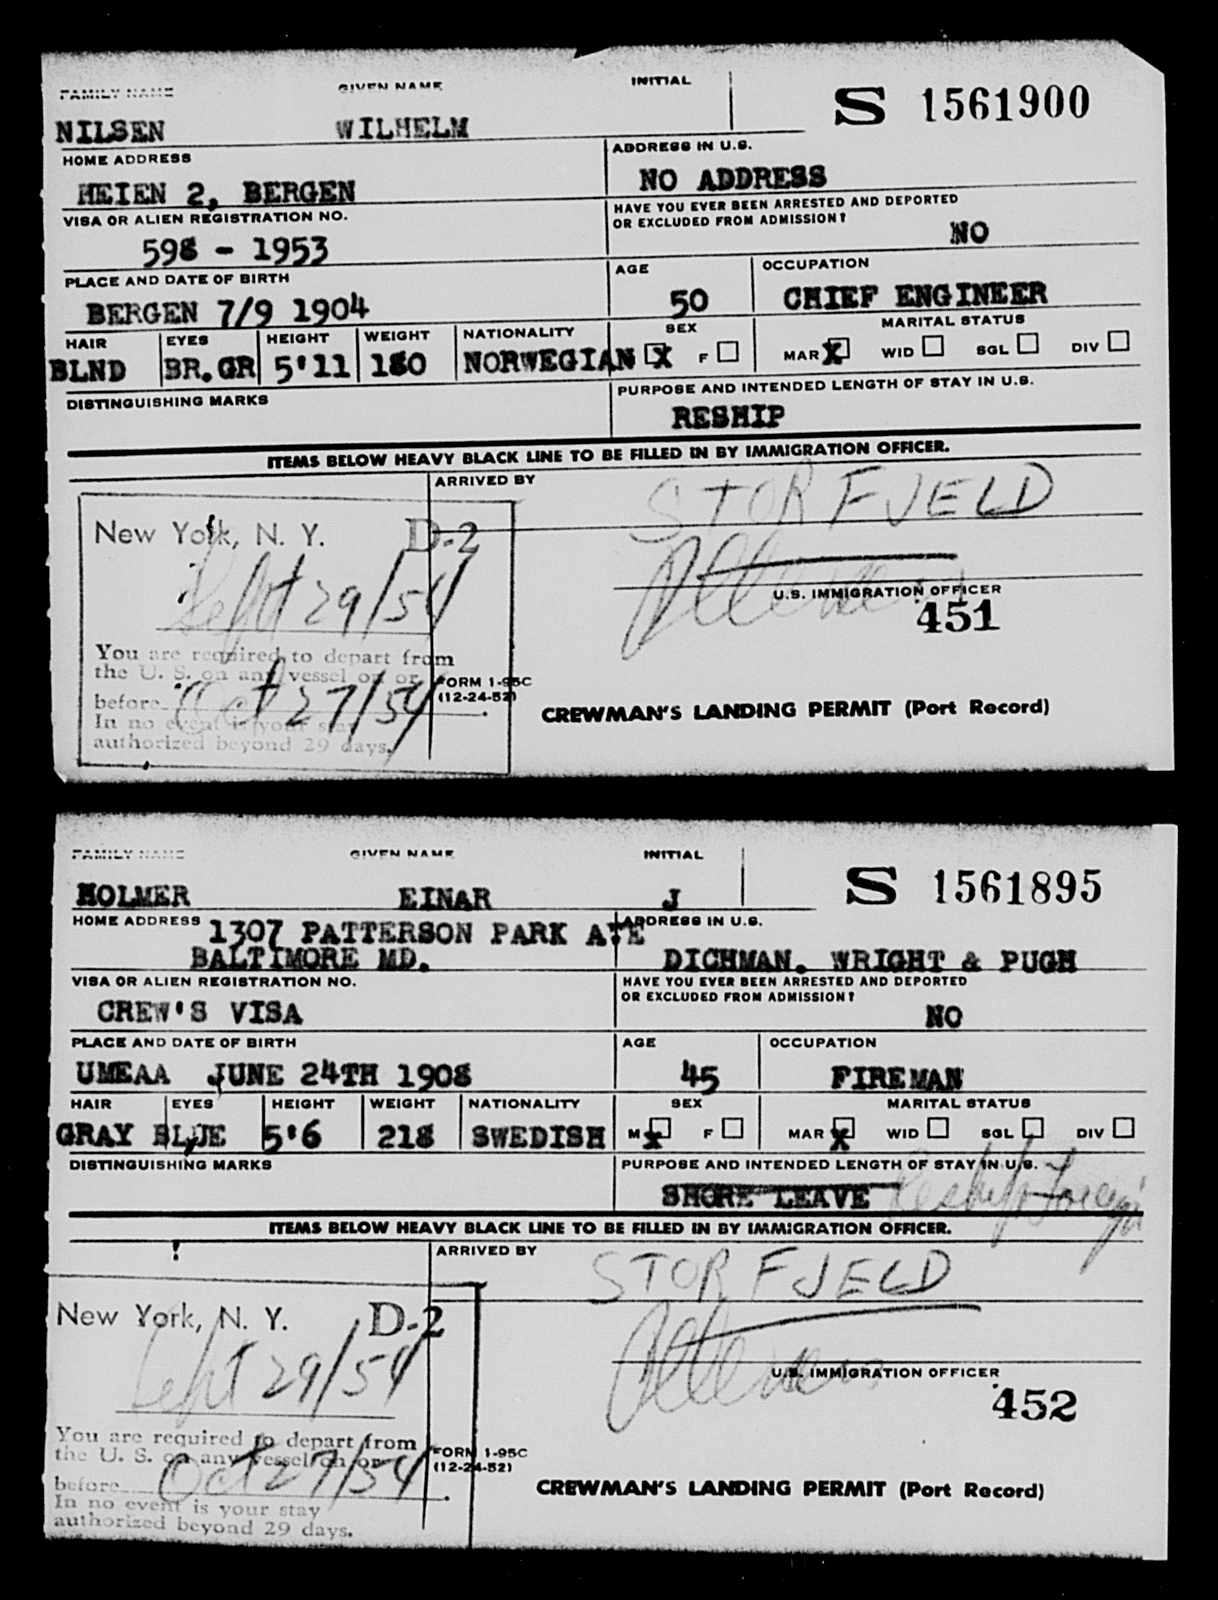 FAMILY NAME GIVEN NAME INITIAL
S 1561900
NILSEN WILHELM
HOME ADDRESS ADDRESS IN U.S.
HEIEN 2, BERGEN NO ADDRESS
VISA OR ALIEN REGISTRATION NO. HAVE YOU EVER BEEN ARRESTED AND DEPORTED
OR EXCLUDED FROM ADMISSION?
598 - 1953 NO
PLACE AND DATE OF BIRTH AGE OCCUPATION
BERGEN 7/9 1904 50 CHIEF ENGINEER
HAIR EYES HEIGHT WEIGHT NATIONALITY SEX MARITAL STATUS
BLND BR.GR 5'11 180 NORWEGIAN X F MAR X WID SGL DIV
DISTINGUISHING MARKS PURPOSE AND INTENDED LENGTH OF STAY IN U.S.
RESHIP
ITEMS BELOW HEAVY BLACK LINE TO BE FILLED IN BY IMMIGRATION OFFICER.
ARRIVED BY STORFJELD
New York, N. Y. D-2
Sept 29/54
U.S. IMMIGRATION OFFICER
451
You are required to depart from
the U. S. on any vessel on or
before Oct 27/54
In no event is your stay
authorized beyond 29 days.
FORM 1-95C
(12-24-52)
CREWMAN'S LANDING PERMIT (Port Record)
FAMILY NAME GIVEN NAME INITIAL
S 1561895
HOLMER EINAR J
HOME ADDRESS 1307 PATTERSON PARK AVE ADDRESS IN U.S.
BALTIMORE MD. DICHMAN. WRIGHT & PUGH
VISA OR ALIEN REGISTRATION NO. HAVE YOU EVER BEEN ARRESTED AND DEPORTED
OR EXCLUDED FROM ADMISSION?
CREW'S VISA NO
PLACE AND DATE OF BIRTH AGE OCCUPATION
UMEAA JUNE 24TH 1908 45 FIREMAN
HAIR EYES HEIGHT WEIGHT NATIONALITY SEX MARITAL STATUS
GRAY BLUE 5'6 218 SWEDISH M X F MAR X WID SGL DIV
DISTINGUISHING MARKS PURPOSE AND INTENDED LENGTH OF STAY IN U.S.
SHORE LEAVE Reship Foreign
ITEMS BELOW HEAVY BLACK LINE TO BE FILLED IN BY IMMIGRATION OFFICER.
ARRIVED BY STORFJELD
New York, N. Y. D-2
Sept 29/54
U.S. IMMIGRATION OFFICER
452
You are required to depart from
the U. S. on any vessel on or
before Oct 27/54
In no event is your stay
authorized beyond 29 days.
FORM 1-95C
(12-24-52)
CREWMAN'S LANDING PERMIT (Port Record)